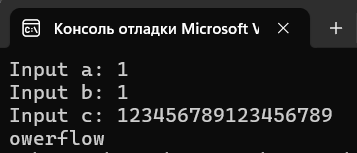 Консоль отладки Microsoft V
Input a: 1
Input b: 1
Input c: 123456789123456789
owerflow